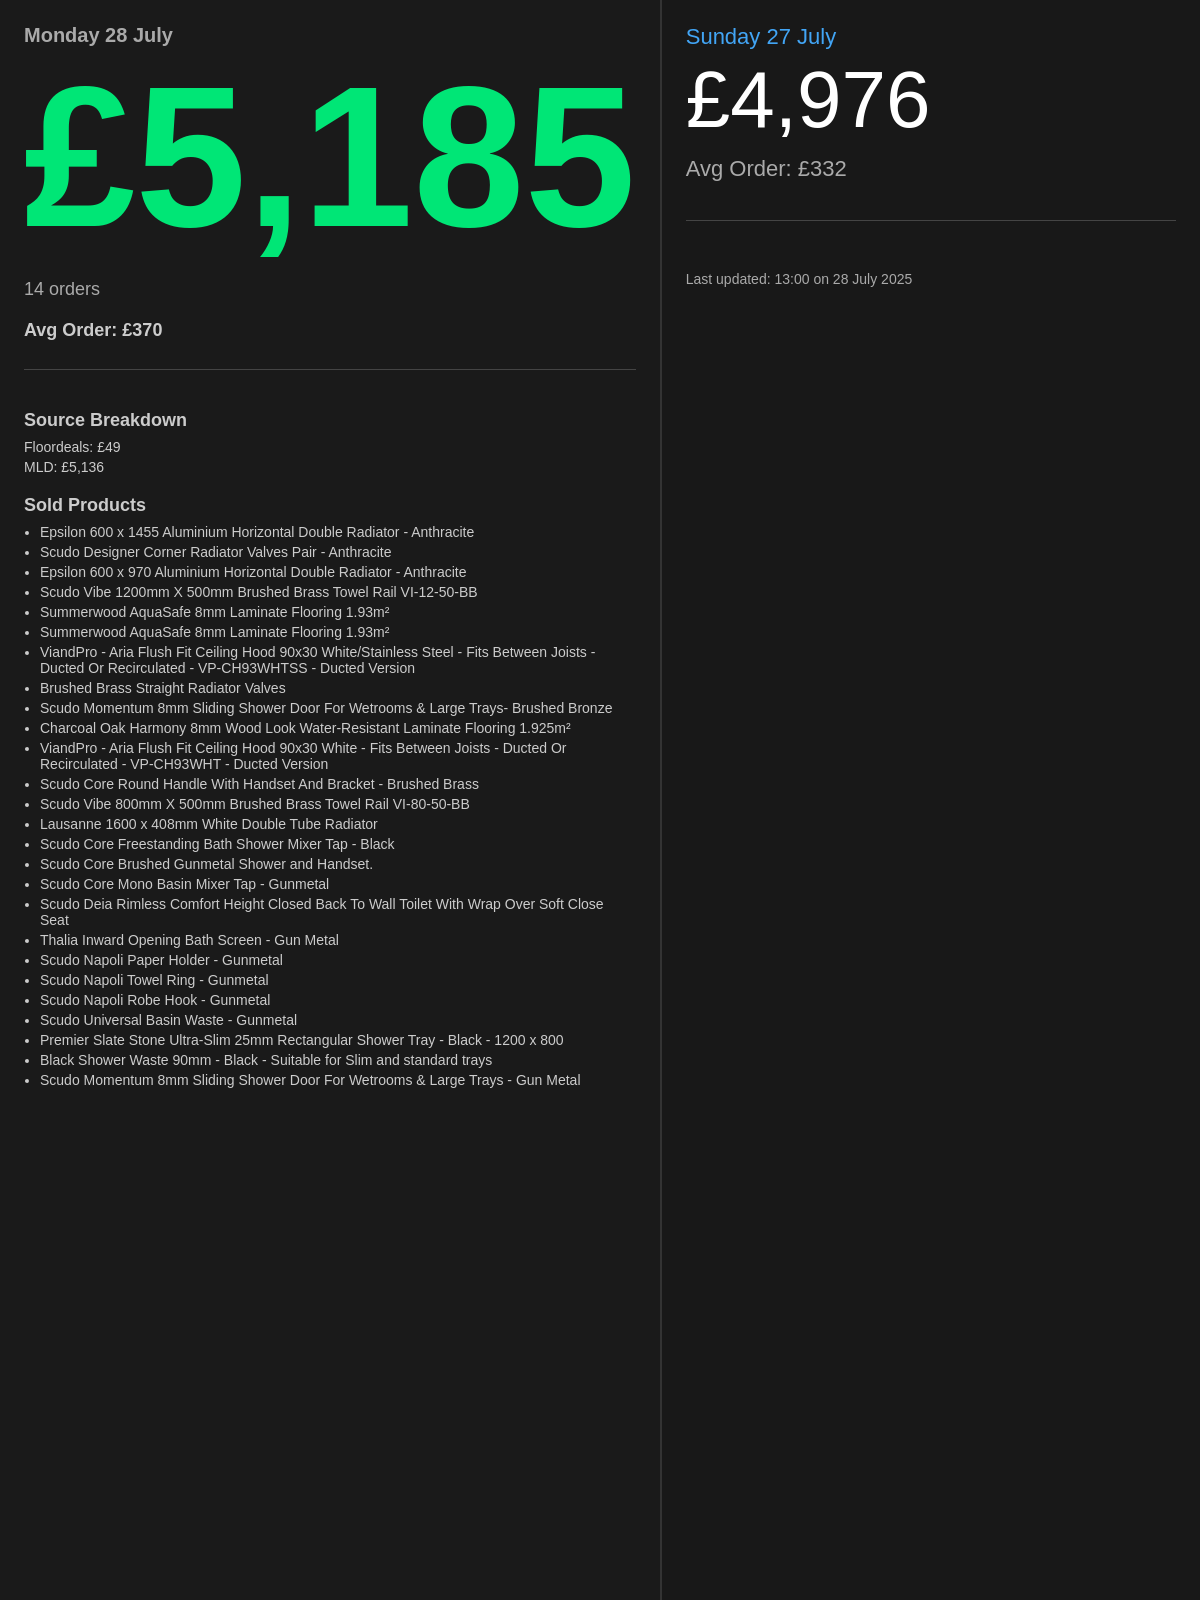 Monday 28 July
£5,185
14 orders
Avg Order: £370
Source Breakdown
Floordeals: £49
MLD: £5,136
Sold Products
• Epsilon 600 x 1455 Aluminium Horizontal Double Radiator - Anthracite
• Scudo Designer Corner Radiator Valves Pair - Anthracite
• Epsilon 600 x 970 Aluminium Horizontal Double Radiator - Anthracite
• Scudo Vibe 1200mm X 500mm Brushed Brass Towel Rail VI-12-50-BB
• Summerwood AquaSafe 8mm Laminate Flooring 1.93m²
• Summerwood AquaSafe 8mm Laminate Flooring 1.93m²
• ViandPro - Aria Flush Fit Ceiling Hood 90x30 White/Stainless Steel - Fits Between Joists -
Ducted Or Recirculated - VP-CH93WHTSS - Ducted Version
• Brushed Brass Straight Radiator Valves
• Scudo Momentum 8mm Sliding Shower Door For Wetrooms & Large Trays- Brushed Bronze
• Charcoal Oak Harmony 8mm Wood Look Water-Resistant Laminate Flooring 1.925m²
• ViandPro - Aria Flush Fit Ceiling Hood 90x30 White - Fits Between Joists - Ducted Or
Recirculated - VP-CH93WHT - Ducted Version
• Scudo Core Round Handle With Handset And Bracket - Brushed Brass
• Scudo Vibe 800mm X 500mm Brushed Brass Towel Rail VI-80-50-BB
• Lausanne 1600 x 408mm White Double Tube Radiator
• Scudo Core Freestanding Bath Shower Mixer Tap - Black
• Scudo Core Brushed Gunmetal Shower and Handset.
• Scudo Core Mono Basin Mixer Tap - Gunmetal
• Scudo Deia Rimless Comfort Height Closed Back To Wall Toilet With Wrap Over Soft Close
Seat
• Thalia Inward Opening Bath Screen - Gun Metal
• Scudo Napoli Paper Holder - Gunmetal
• Scudo Napoli Towel Ring - Gunmetal
• Scudo Napoli Robe Hook - Gunmetal
• Scudo Universal Basin Waste - Gunmetal
• Premier Slate Stone Ultra-Slim 25mm Rectangular Shower Tray - Black - 1200 x 800
• Black Shower Waste 90mm - Black - Suitable for Slim and standard trays
• Scudo Momentum 8mm Sliding Shower Door For Wetrooms & Large Trays - Gun Metal
Sunday 27 July
£4,976
Avg Order: £332
Last updated: 13:00 on 28 July 2025